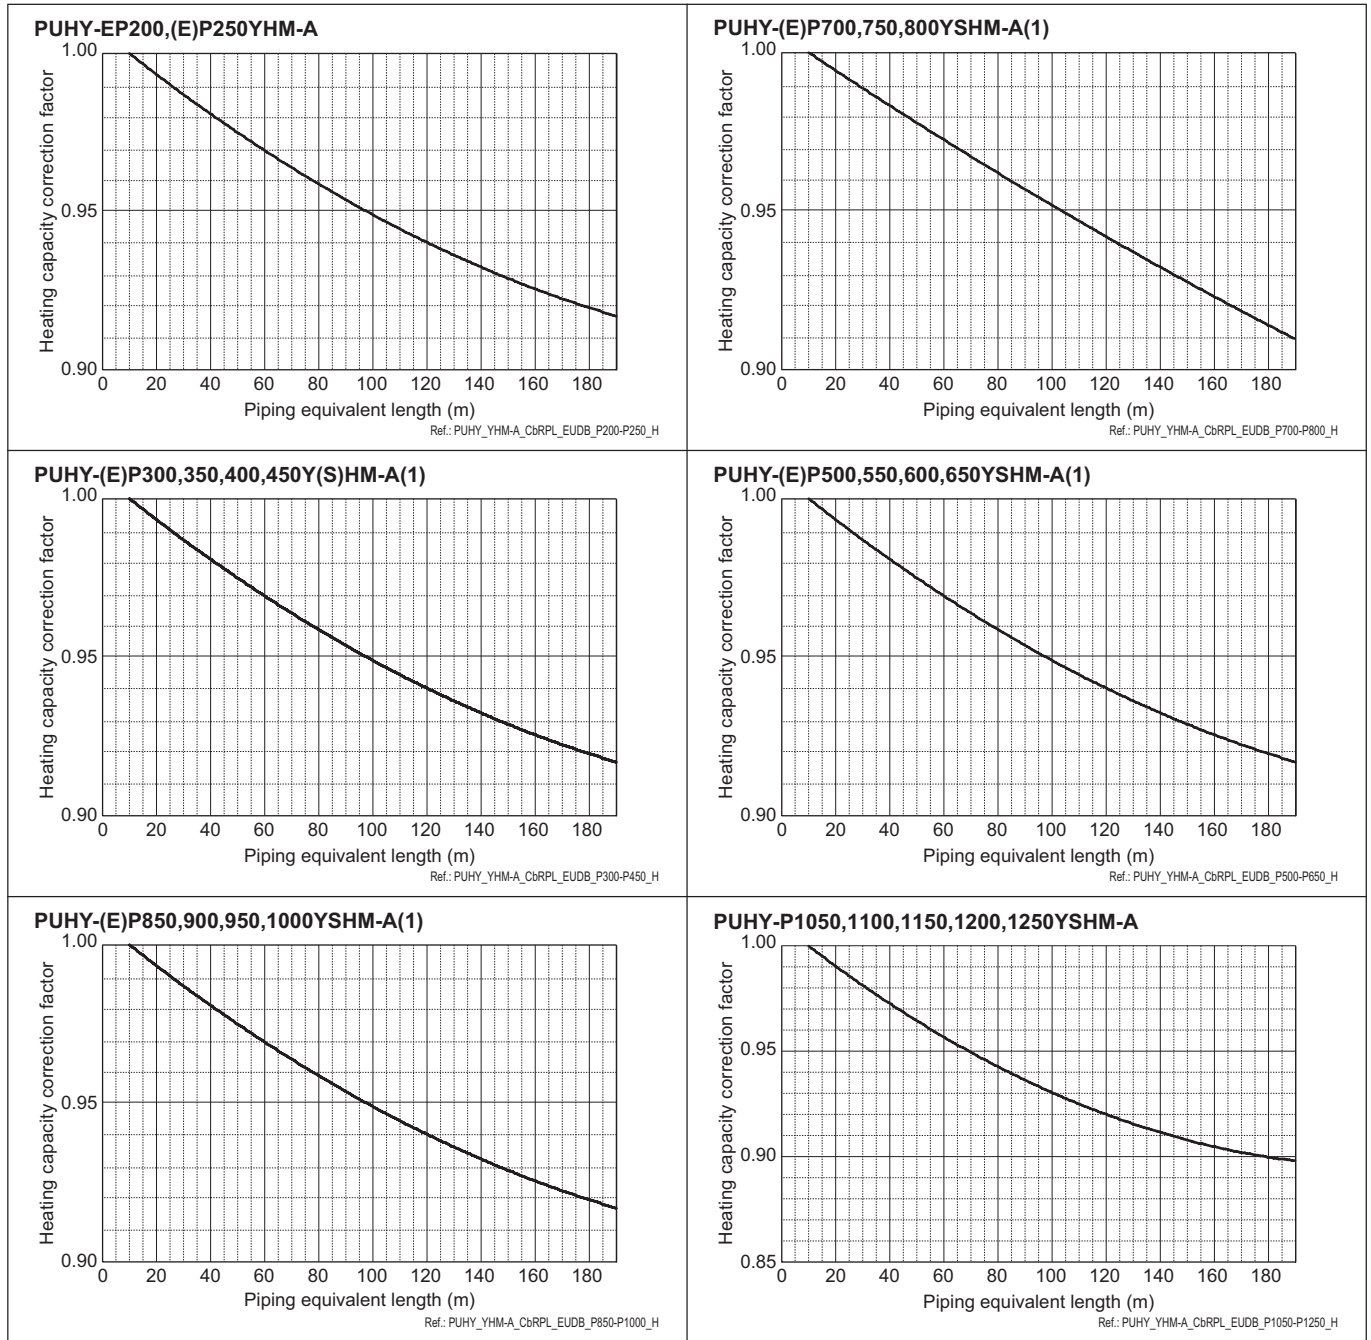 PUHY-EP200,(E)P250YHM-A
Heating capacity correction factor
1.00
0.95
0.90
0 20 40 60 80 100 120 140 160 180
Piping equivalent length (m)
Ref.: PUHY_YHM-A_CbRPL_EUDB_P200-P250_H
PUHY-(E)P700,750,800YSHM-A(1)
Heating capacity correction factor
1.00
0.95
0.90
0 20 40 60 80 100 120 140 160 180
Piping equivalent length (m)
Ref.: PUHY_YHM-A_CbRPL_EUDB_P700-P800_H
PUHY-(E)P300,350,400,450Y(S)HM-A(1)
Heating capacity correction factor
1.00
0.95
0.90
0 20 40 60 80 100 120 140 160 180
Piping equivalent length (m)
Ref.: PUHY_YHM-A_CbRPL_EUDB_P300-P450_H
PUHY-(E)P500,550,600,650YSHM-A(1)
Heating capacity correction factor
1.00
0.95
0.90
0 20 40 60 80 100 120 140 160 180
Piping equivalent length (m)
Ref.: PUHY_YHM-A_CbRPL_EUDB_P500-P650_H
PUHY-(E)P850,900,950,1000YSHM-A(1)
Heating capacity correction factor
1.00
0.95
0.90
0 20 40 60 80 100 120 140 160 180
Piping equivalent length (m)
Ref.: PUHY_YHM-A_CbRPL_EUDB_P850-P1000_H
PUHY-P1050,1100,1150,1200,1250YSHM-A
Heating capacity correction factor
1.00
0.95
0.90
0.85
0 20 40 60 80 100 120 140 160 180
Piping equivalent length (m)
Ref.: PUHY_YHM-A_CbRPL_EUDB_P1050-P1250_H